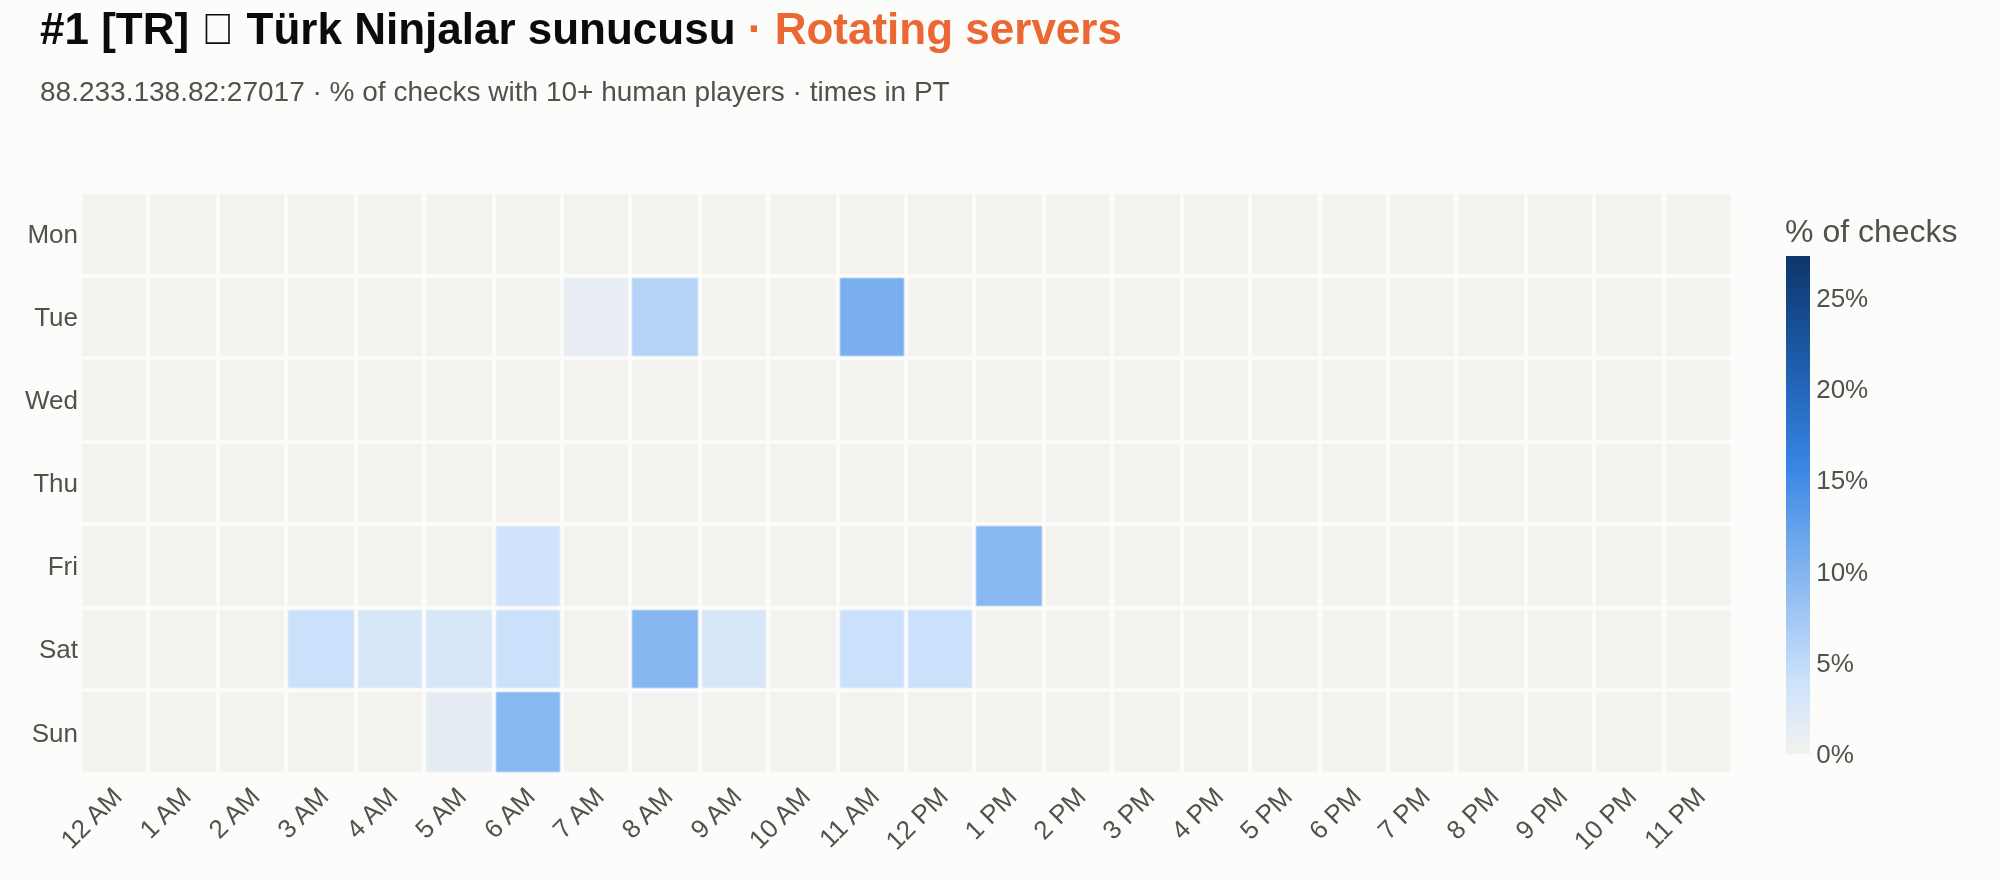 #1 [TR] Türk Ninjalar sunucusu · Rotating servers
88.233.138.82:27017 · % of checks with 10+ human players · times in PT
% of checks
Mon
Tue
Wed
Thu
Fri
Sat
Sun
25%
20%
15%
10%
5%
0%
12 AM
1 AM
2 AM
3 AM
4 AM
5 AM
6 AM
7 AM
8 AM
9 AM
10 AM
11 AM
12 PM
1 PM
2 PM
3 PM
4 PM
5 PM
6 PM
7 PM
8 PM
9 PM
10 PM
11 PM